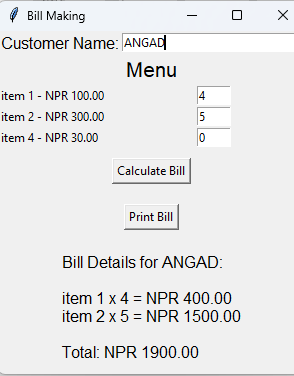 Bill Making
Customer Name: ANGAD
Menu
item 1 - NPR 100.00 4
item 2 - NPR 300.00 5
item 4 - NPR 30.00 0
Calculate Bill
Print Bill
Bill Details for ANGAD:
item 1 x 4 = NPR 400.00
item 2 x 5 = NPR 1500.00
Total: NPR 1900.00